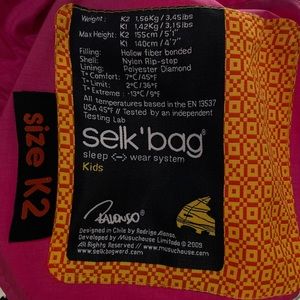 Weight: K2 1,56Kg / 3,45lbs
K1 1,42Kg / 3,15lbs
Max Height: K2 155cm / 5'1"
K1 140cm / 4'7"
Filling: Hollow fiber bonded
Shell: Nylon Rip-stop
Lining: Polyester Diamond
T° Comfort: 7°C/45°F
T° Limit: 2°C/36°F
T° Extreme: -13°C/9°F
All temperatures based in the EN 13537
USA 45°F // Tested by an independent
Testing Lab
selk'bag®
sleep <--> wear system
Kids
size K2
RALONSO®
Designed in Chile by Rodrigo Alonso,
Developed by Musuchouse Limitada © 2009
All Rights Reserved // www.musuchouse.com
www.selkbagword.com